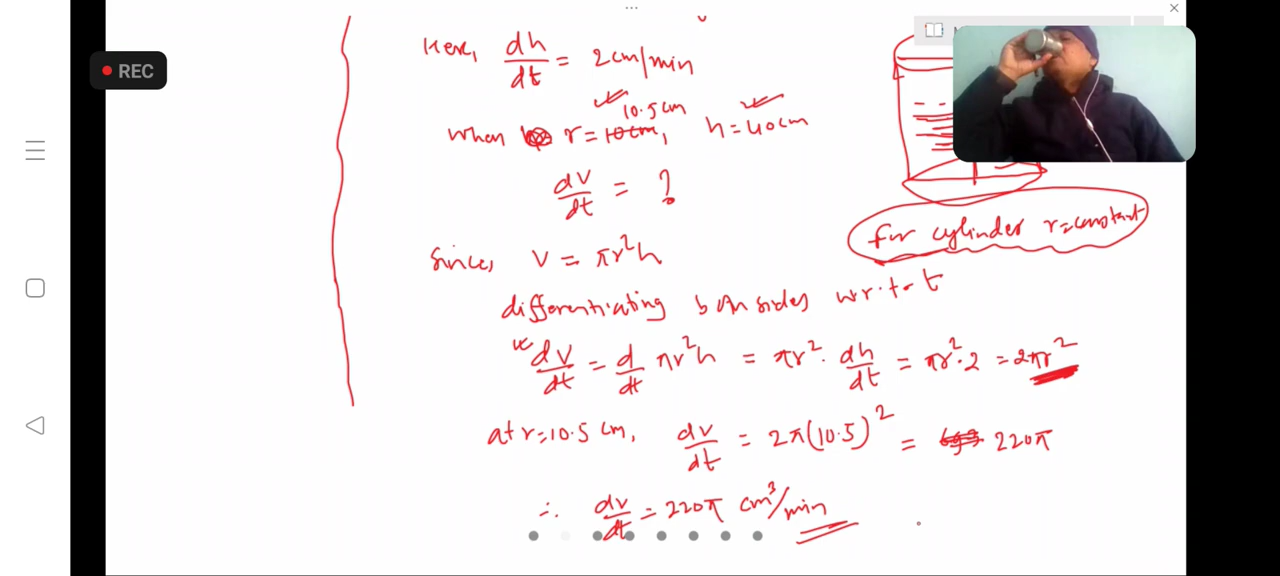 REC
Here, dh/dt = 2cm/min
10.5cm
When r = 10cm, h = 40cm
dv/dt = ?
for cylinder r=constant
Since, v = πr²h
differentiating both sides w.r.to t
dv/dt = d/dt πr²h = πr² · dh/dt = πr² · 2 = 2πr²
at r=10.5 cm, dv/dt = 2π(10.5)² = 220π
∴ dv/dt = 220π cm³/min